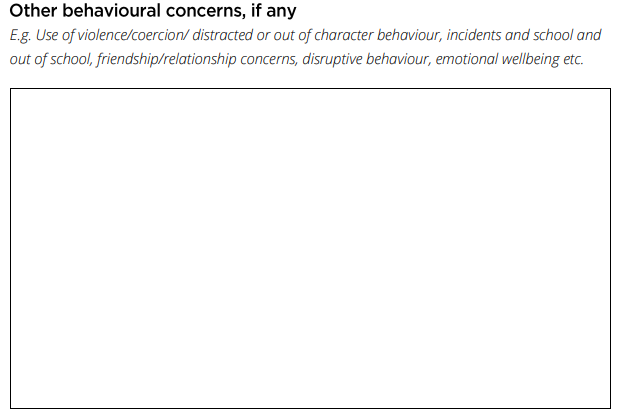 Other behavioural concerns, if any
E.g. Use of violence/coercion/ distracted or out of character behaviour, incidents and school and
out of school, friendship/relationship concerns, disruptive behaviour, emotional wellbeing etc.